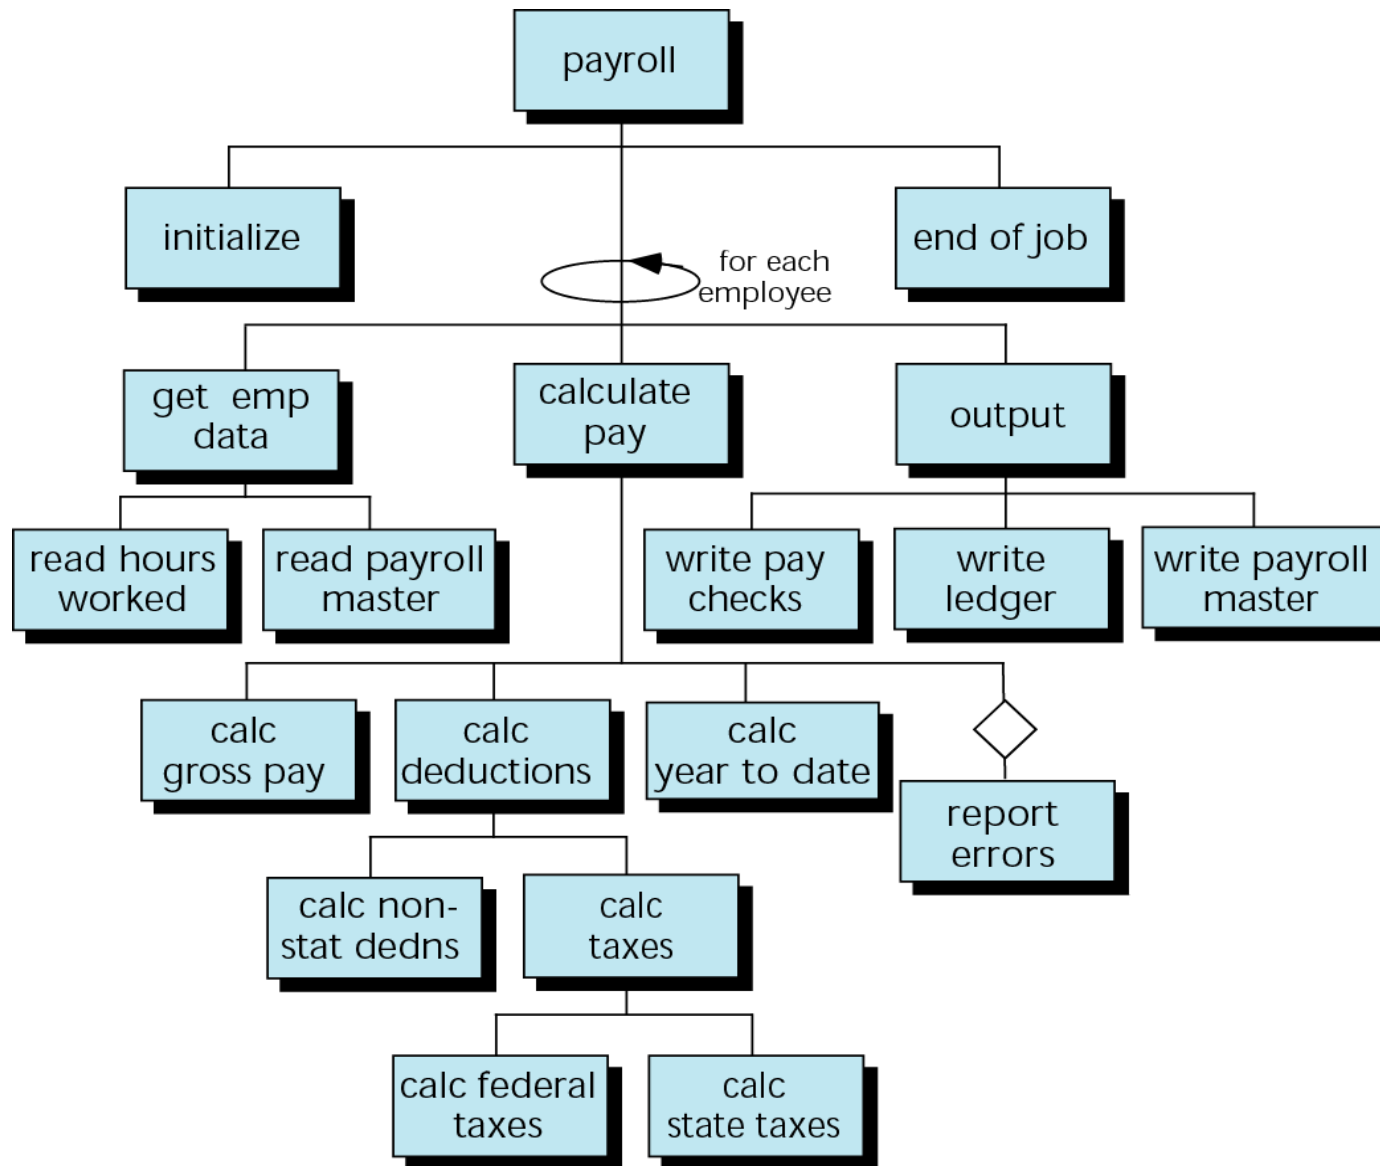 payroll
initialize
end of job
for each
employee
get emp
data
calculate
pay
output
read hours
worked
read payroll
master
write pay
checks
write
ledger
write payroll
master
calc
gross pay
calc
deductions
calc
year to date
report
errors
calc non-
stat dedns
calc
taxes
calc federal
taxes
calc
state taxes